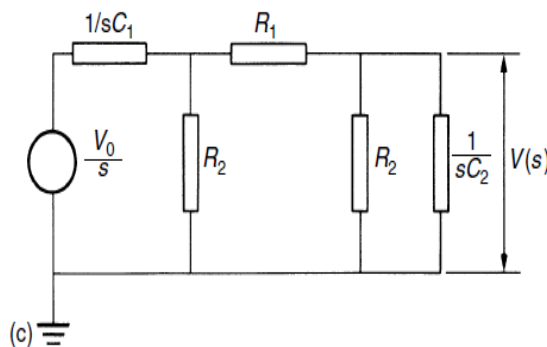 1/sC₁
R₁
V₀/s
R₂
R₂
1/sC₂
V(s)
(c)